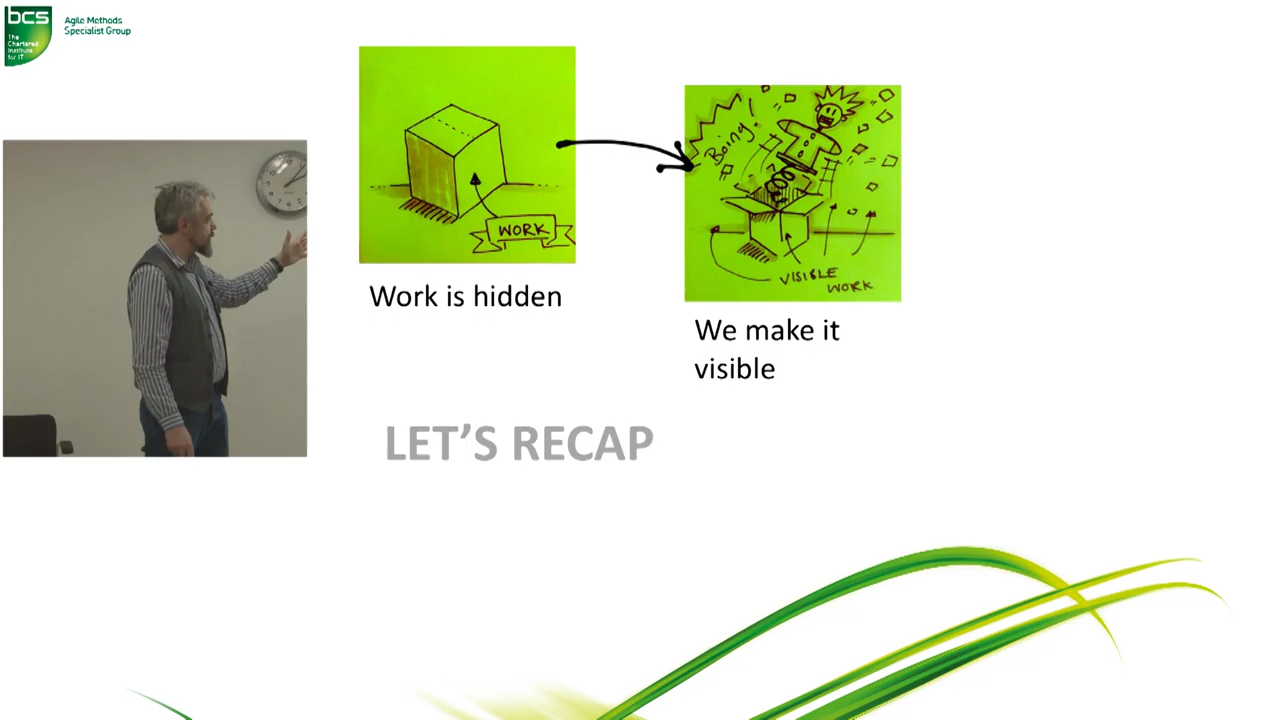 bcs
The
Chartered
Institute
for IT
Agile Methods
Specialist Group
WORK
Work is hidden
Boing!
VISIBLE
WORK
We make it
visible
LET'S RECAP